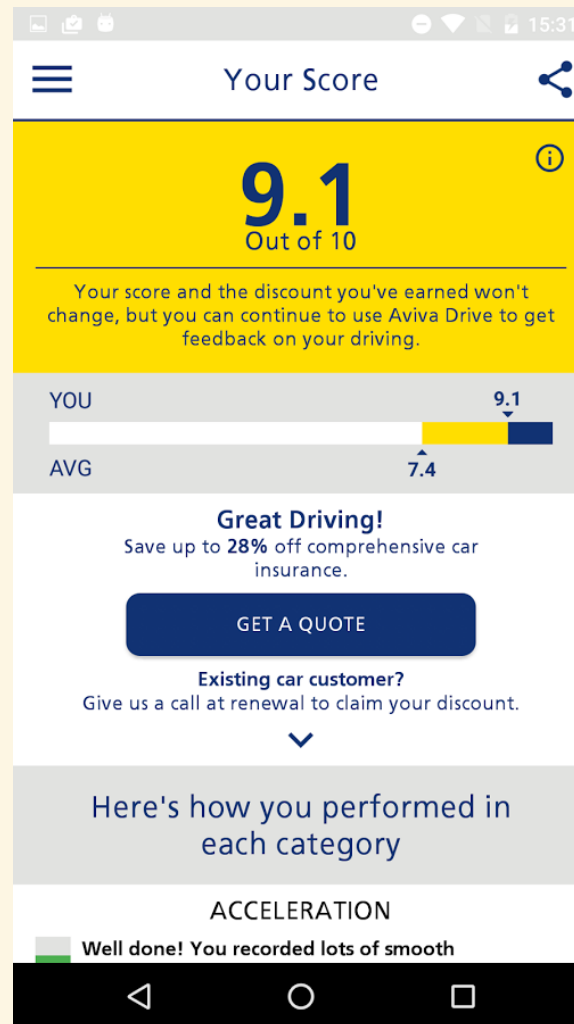 15:31
Your Score
9.1
Out of 10
Your score and the discount you've earned won't
change, but you can continue to use Aviva Drive to get
feedback on your driving.
YOU
9.1
AVG
7.4
Great Driving!
Save up to 28% off comprehensive car
insurance.
GET A QUOTE
Existing car customer?
Give us a call at renewal to claim your discount.
Here's how you performed in
each category
ACCELERATION
Well done! You recorded lots of smooth